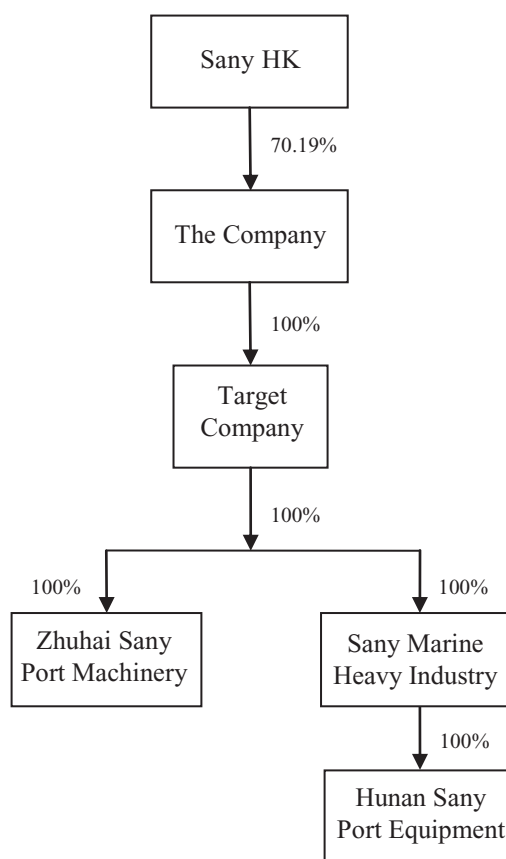 Sany HK
70.19%
The Company
100%
Target
Company
100%
100%
100%
Zhuhai Sany
Port Machinery
Sany Marine
Heavy Industry
100%
Hunan Sany
Port Equipment